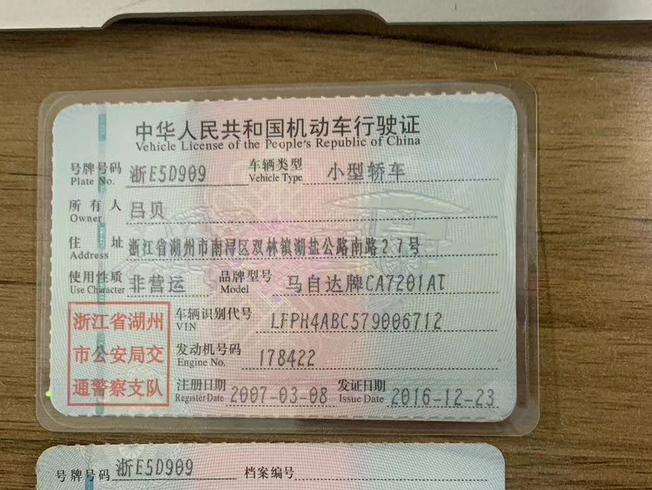 中华人民共和国机动车行驶证
Vehicle License of the People's Republic of China
号牌号码 浙E5D909 车辆类型 小型轿车
Plate No. Vehicle Type
所有人 吕贝
Owner
住址 浙江省湖州市南浔区双林镇湖盐公路南路27号
Address
使用性质 非营运 品牌型号 马自达牌CA7201AT
Use Character Model
浙江省湖州
市公安局交
通警察支队
车辆识别代号 LFPH4ABC579006712
VIN
发动机号码 178422
Engine No.
注册日期 2007-03-08 发证日期 2016-12-23
Register Date Issue Date
号牌号码 浙E5D909 档案编号